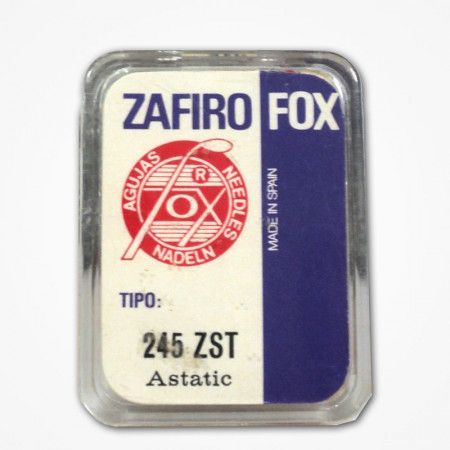 ZAFIRO FOX
AGUJAS
NEEDLES
NADELN
FOX
R
MADE IN SPAIN
TIPO:
245 ZST
Astatic